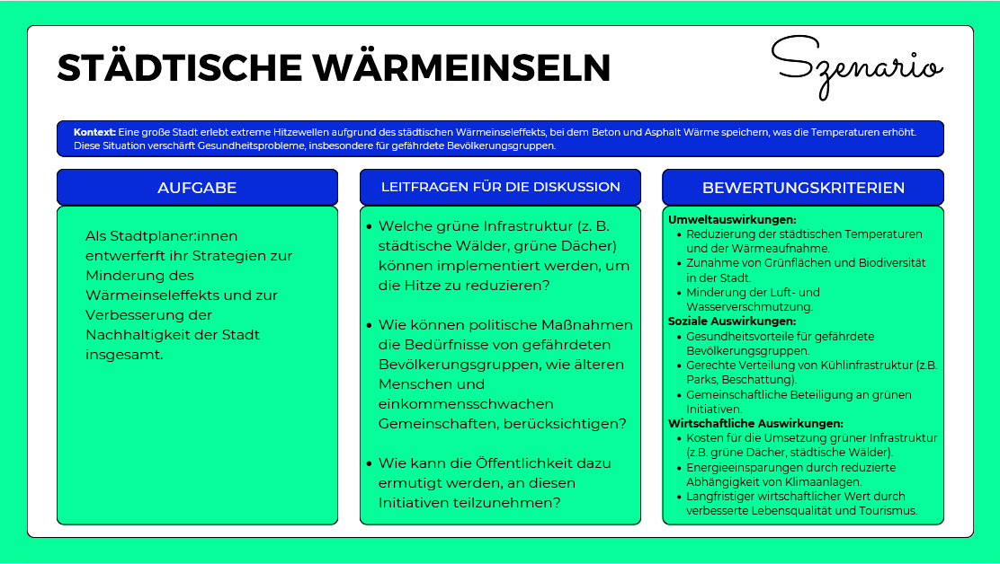 STÄDTISCHE WÄRMEINSELN
Szenario
Kontext: Eine große Stadt erlebt extreme Hitzewellen aufgrund des städtischen Wärmeinseleffekts, bei dem Beton und Asphalt Wärme speichern, was die Temperaturen erhöht.
Diese Situation verschärft Gesundheitsprobleme, insbesondere für gefährdete Bevölkerungsgruppen.
AUFGABE
Als Stadtplaner:innen
entwerferft ihr Strategien zur
Minderung des
Wärmeinseleffekts und zur
Verbesserung der
Nachhaltigkeit der Stadt
insgesamt.
LEITFRAGEN FÜR DIE DISKUSSION
• Welche grüne Infrastruktur (z. B.
städtische Wälder, grüne Dächer)
können implementiert werden, um
die Hitze zu reduzieren?
• Wie können politische Maßnahmen
die Bedürfnisse von gefährdeten
Bevölkerungsgruppen, wie älteren
Menschen und
einkommensschwachen
Gemeinschaften, berücksichtigen?
• Wie kann die Öffentlichkeit dazu
ermutigt werden, an diesen
Initiativen teilzunehmen?
BEWERTUNGSKRITERIEN
Umweltauswirkungen:
• Reduzierung der städtischen Temperaturen
und der Wärmeaufnahme.
• Zunahme von Grünflächen und Biodiversität
in der Stadt.
• Minderung der Luft- und
Wasserverschmutzung.
Soziale Auswirkungen:
• Gesundheitsvorteile für gefährdete
Bevölkerungsgruppen.
• Gerechte Verteilung von Kühlinfrastruktur (z.B.
Parks, Beschattung).
• Gemeinschaftliche Beteiligung an grünen
Initiativen.
Wirtschaftliche Auswirkungen:
• Kosten für die Umsetzung grüner Infrastruktur
(z.B. grüne Dächer, städtische Wälder).
• Energieeinsparungen durch reduzierte
Abhängigkeit von Klimaanlagen.
• Langfristiger wirtschaftlicher Wert durch
verbesserte Lebensqualität und Tourismus.